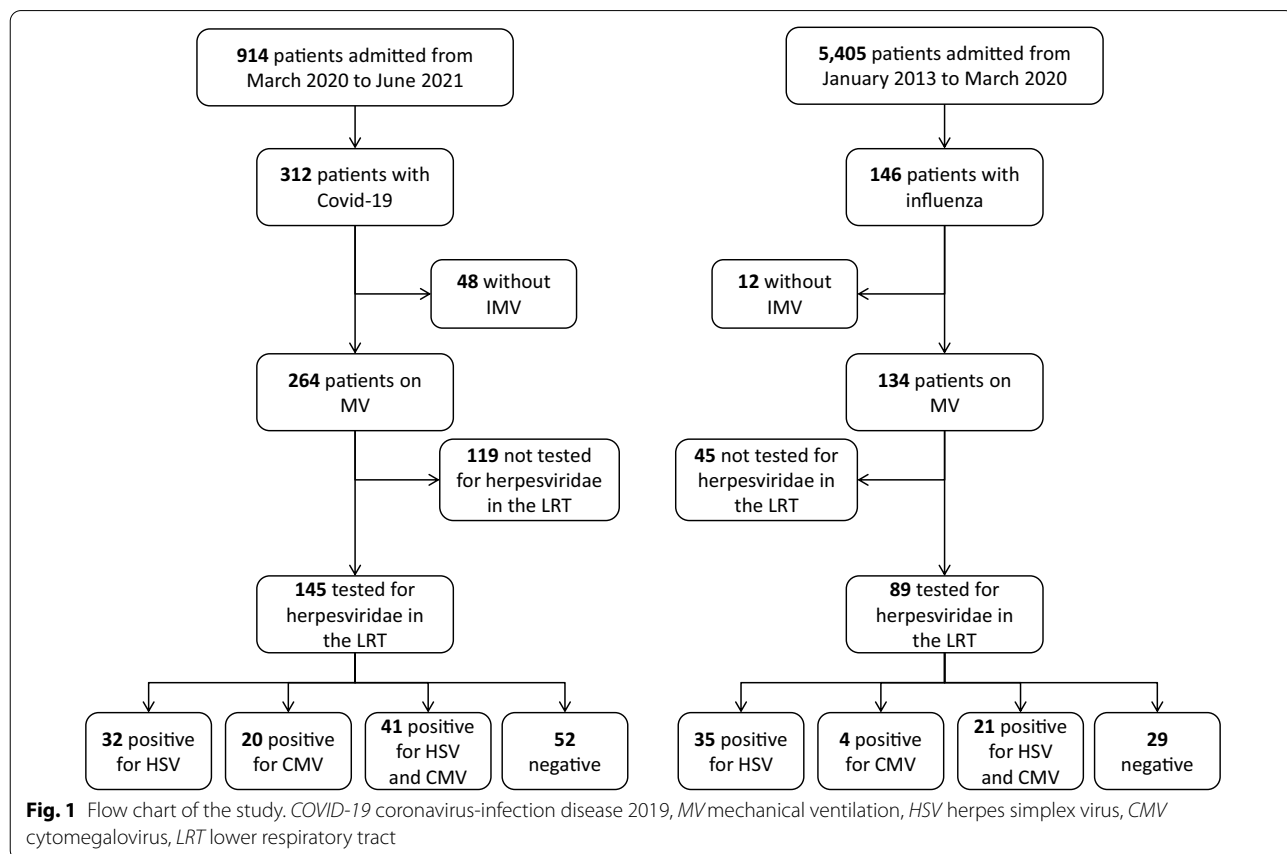 914 patients admitted from
March 2020 to June 2021
5,405 patients admitted from
January 2013 to March 2020
312 patients with
Covid-19
146 patients with
influenza
48 without
IMV
12 without
IMV
264 patients on
MV
134 patients on
MV
119 not tested
for herpesviridae
in the LRT
45 not tested for
herpesviridae in
the LRT
145 tested for
herpesviridae in
the LRT
89 tested for
herpesviridae in
the LRT
32 positive
for HSV
20 positive
for CMV
41 positive
for HSV
and CMV
52
negative
35 positive
for HSV
4 positive
for CMV
21 positive
for HSV
and CMV
29
negative
Fig. 1 Flow chart of the study. COVID-19 coronavirus-infection disease 2019, MV mechanical ventilation, HSV herpes simplex virus, CMV
cytomegalovirus, LRT lower respiratory tract